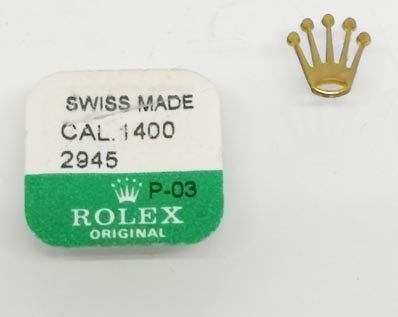 SWISS MADE
CAL. 1400
2945
P-03
ROLEX
ORIGINAL